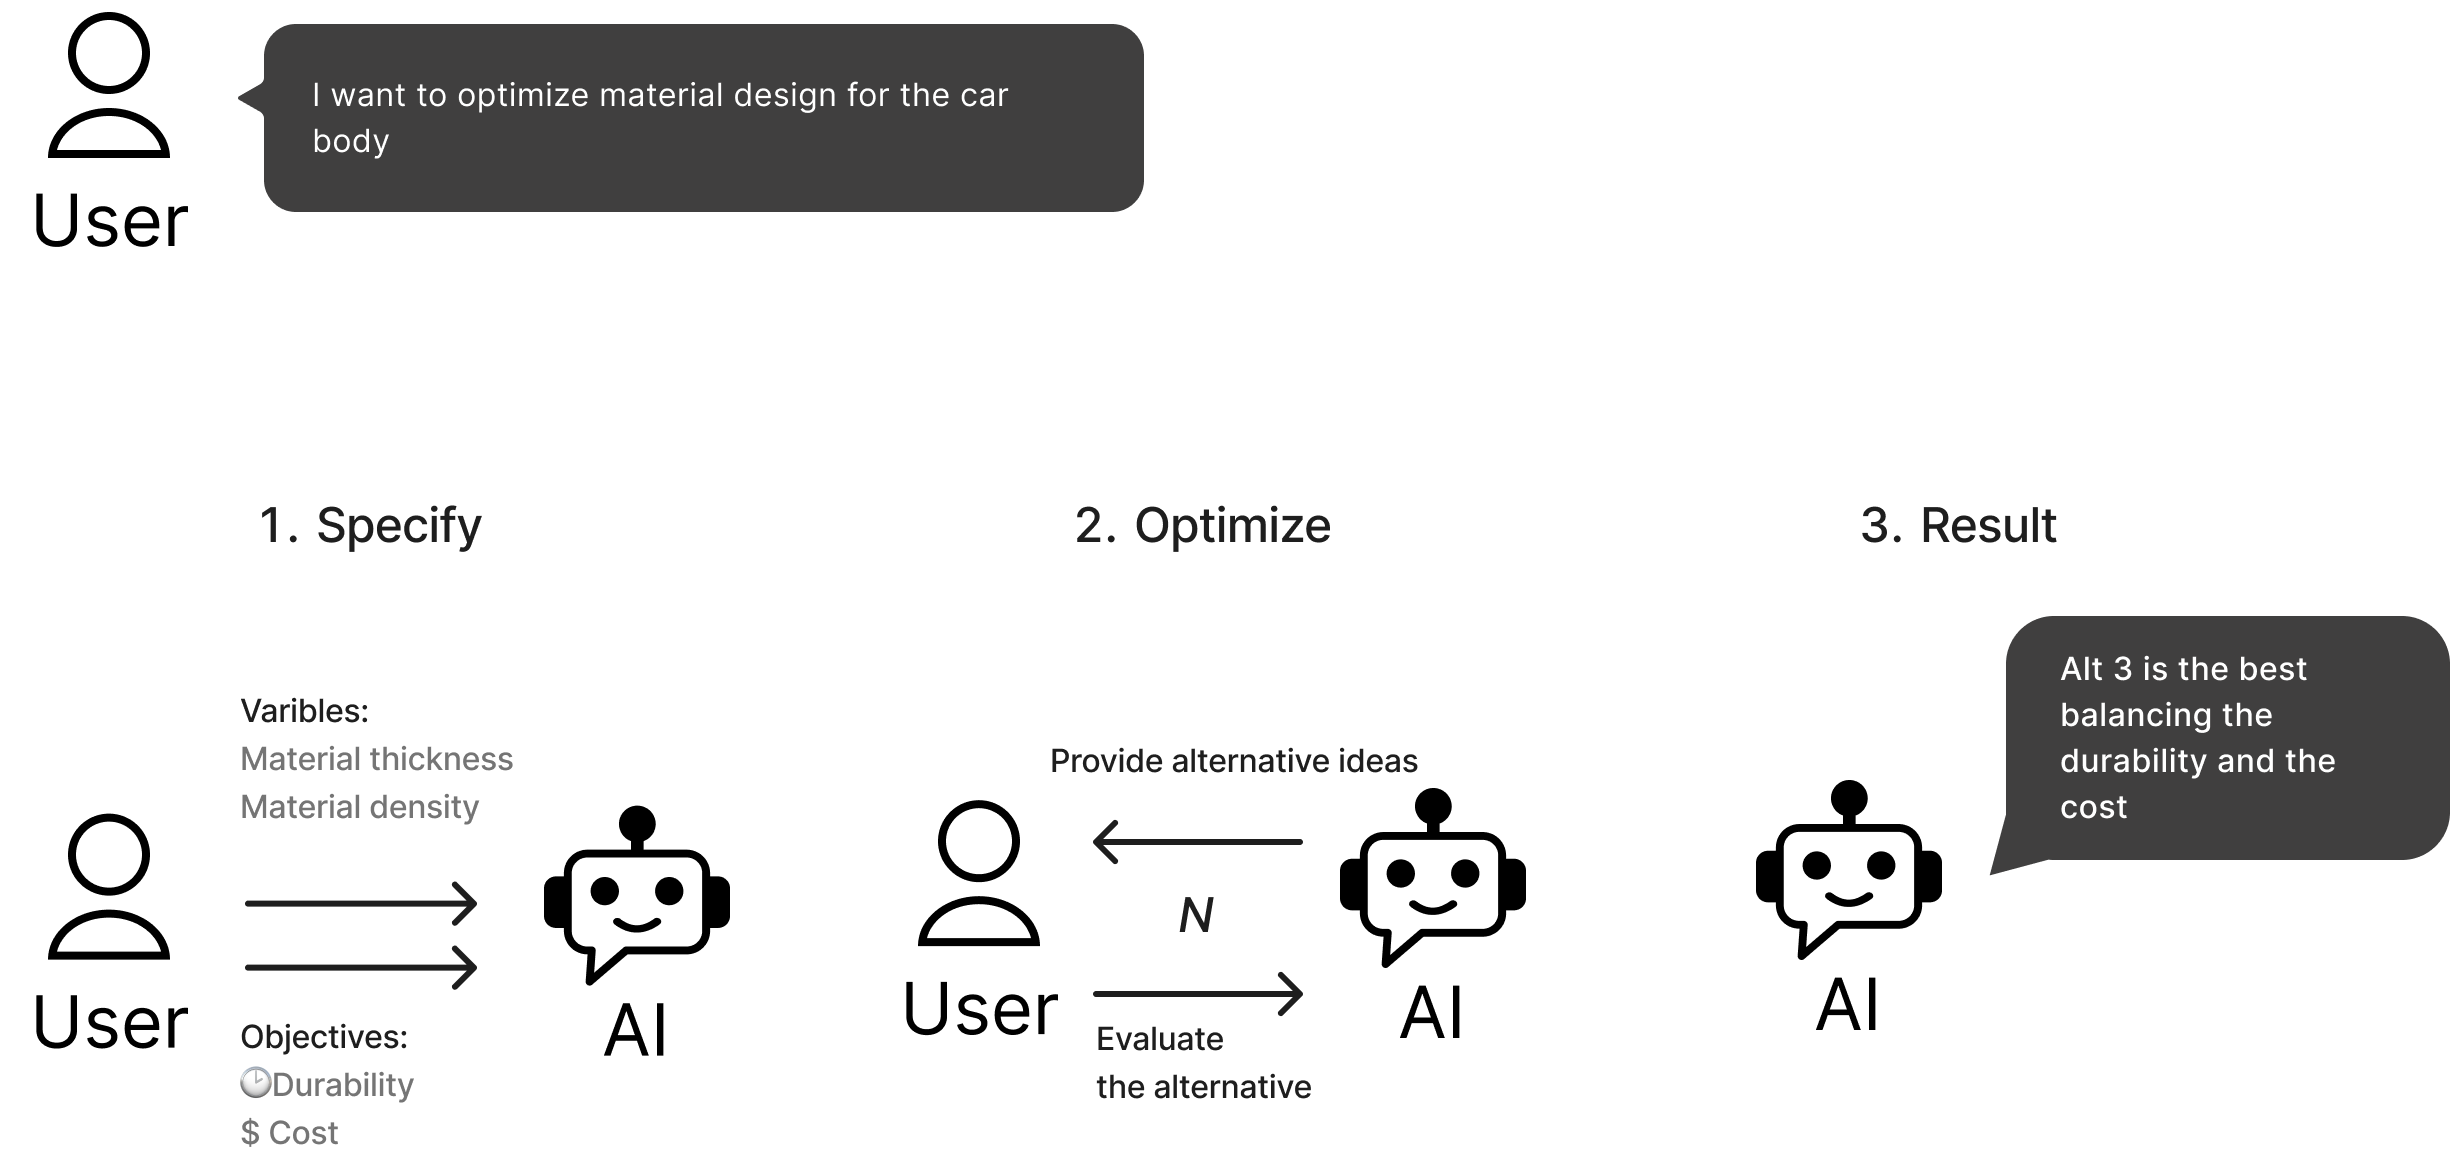 I want to optimize material design for the car
body
User
1. Specify
2. Optimize
3. Result
Varibles:
Material thickness
Material density
User
Objectives:
🕑Durability
$ Cost
AI
Provide alternative ideas
User
N
Evaluate
the alternative
AI
Alt 3 is the best
balancing the
durability and the
cost
AI